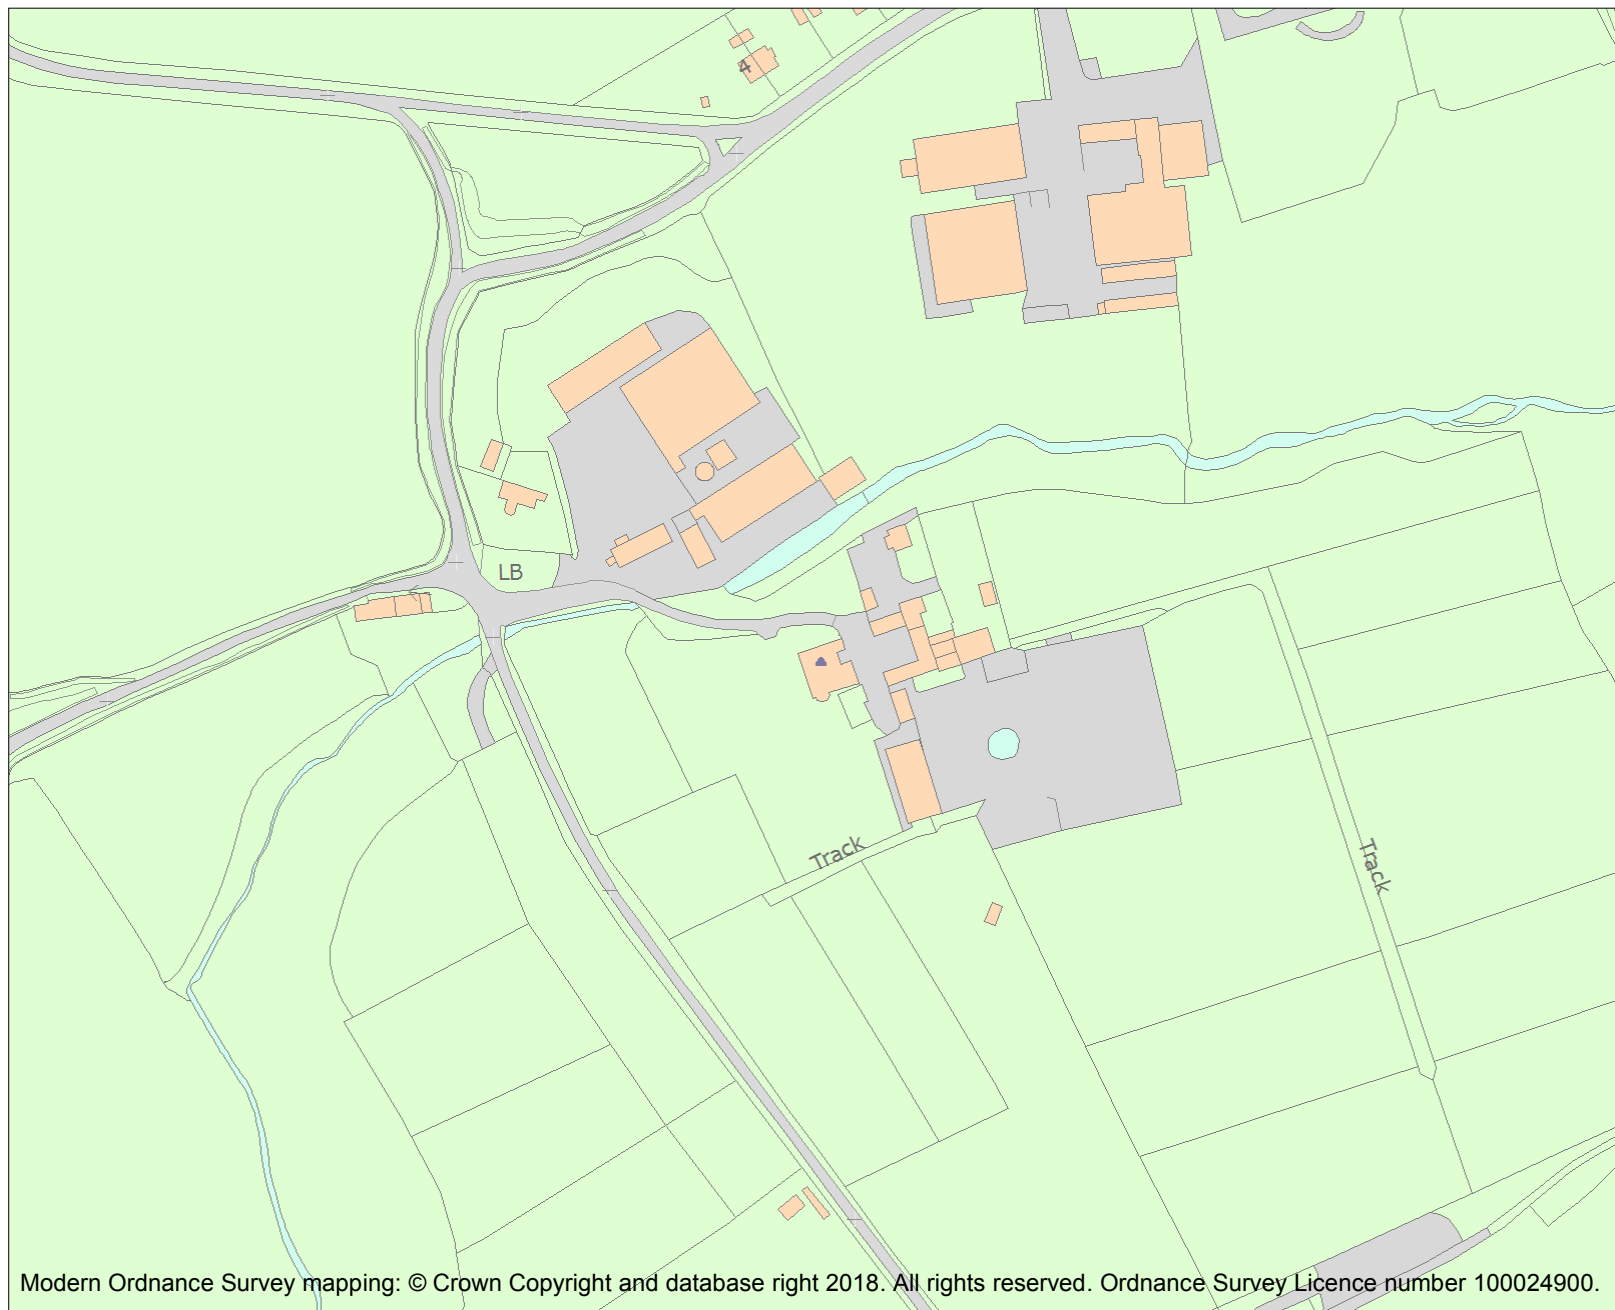 4
LB
Track
Track
Modern Ordnance Survey mapping: © Crown Copyright and database right 2018. All rights reserved. Ordnance Survey Licence number 100024900.